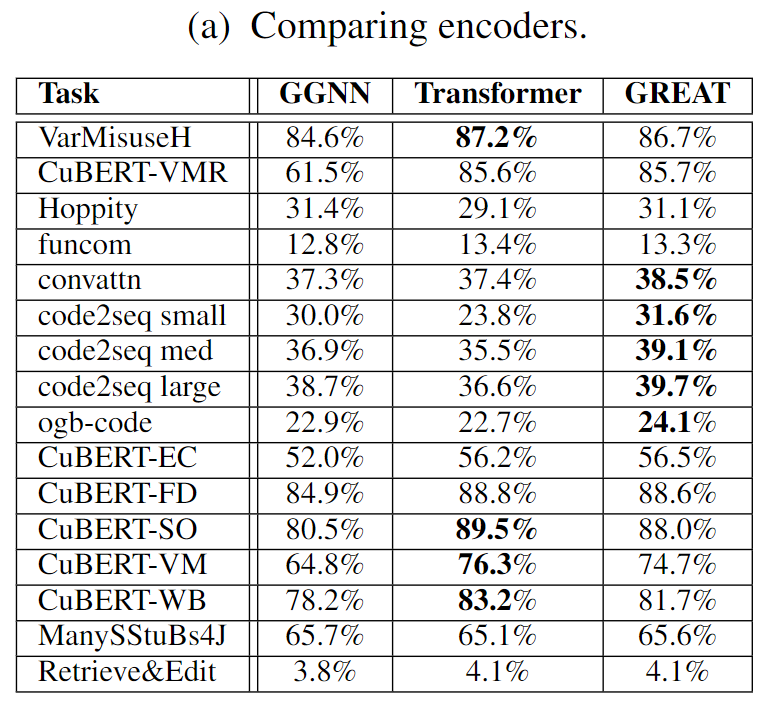 (a) Comparing encoders.
Task GGNN Transformer GREAT
VarMisuseH 84.6% 87.2% 86.7%
CuBERT-VMR 61.5% 85.6% 85.7%
Hoppity 31.4% 29.1% 31.1%
funcom 12.8% 13.4% 13.3%
convattn 37.3% 37.4% 38.5%
code2seq small 30.0% 23.8% 31.6%
code2seq med 36.9% 35.5% 39.1%
code2seq large 38.7% 36.6% 39.7%
ogb-code 22.9% 22.7% 24.1%
CuBERT-EC 52.0% 56.2% 56.5%
CuBERT-FD 84.9% 88.8% 88.6%
CuBERT-SO 80.5% 89.5% 88.0%
CuBERT-VM 64.8% 76.3% 74.7%
CuBERT-WB 78.2% 83.2% 81.7%
ManySStuBs4J 65.7% 65.1% 65.6%
Retrieve&Edit 3.8% 4.1% 4.1%